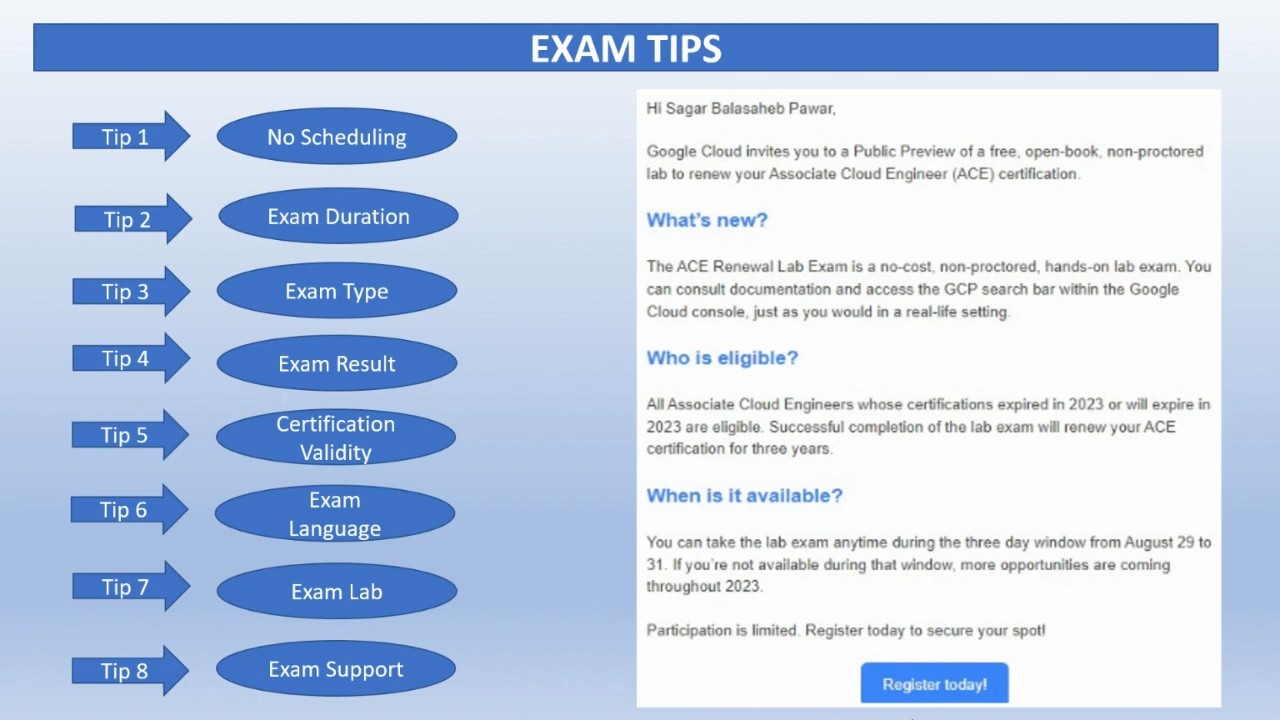 EXAM TIPS
Tip 1
No Scheduling
Tip 2
Exam Duration
Tip 3
Exam Type
Tip 4
Exam Result
Tip 5
Certification
Validity
Tip 6
Exam
Language
Tip 7
Exam Lab
Tip 8
Exam Support
Hi Sagar Balasaheb Pawar,
Google Cloud invites you to a Public Preview of a free, open-book, non-proctored
lab to renew your Associate Cloud Engineer (ACE) certification.
What's new?
The ACE Renewal Lab Exam is a no-cost, non-proctored, hands-on lab exam. You
can consult documentation and access the GCP search bar within the Google
Cloud console, just as you would in a real-life setting.
Who is eligible?
All Associate Cloud Engineers whose certifications expired in 2023 or will expire in
2023 are eligible. Successful completion of the lab exam will renew your ACE
certification for three years.
When is it available?
You can take the lab exam anytime during the three day window from August 29 to
31. If you're not available during that window, more opportunities are coming
throughout 2023.
Participation is limited. Register today to secure your spot!
Register today!